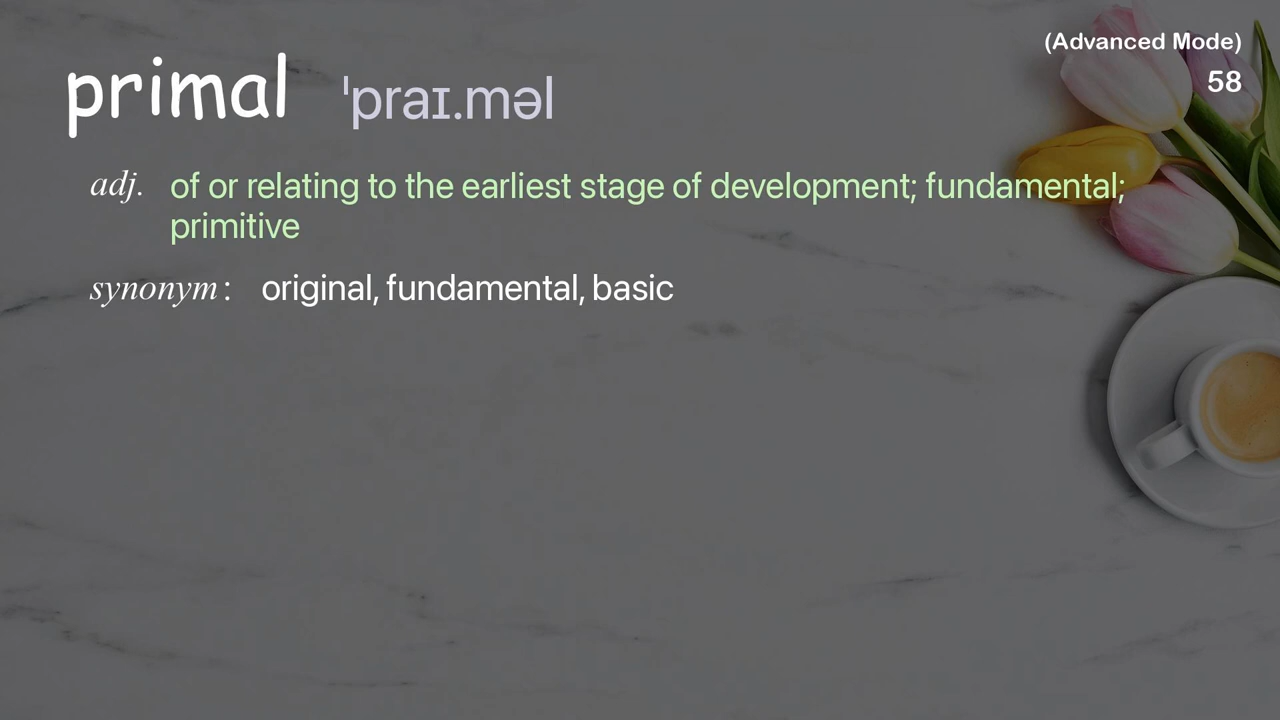 (Advanced Mode)
58
primal ˈpraɪ.məl
adj. of or relating to the earliest stage of development; fundamental;
primitive
synonym: original, fundamental, basic